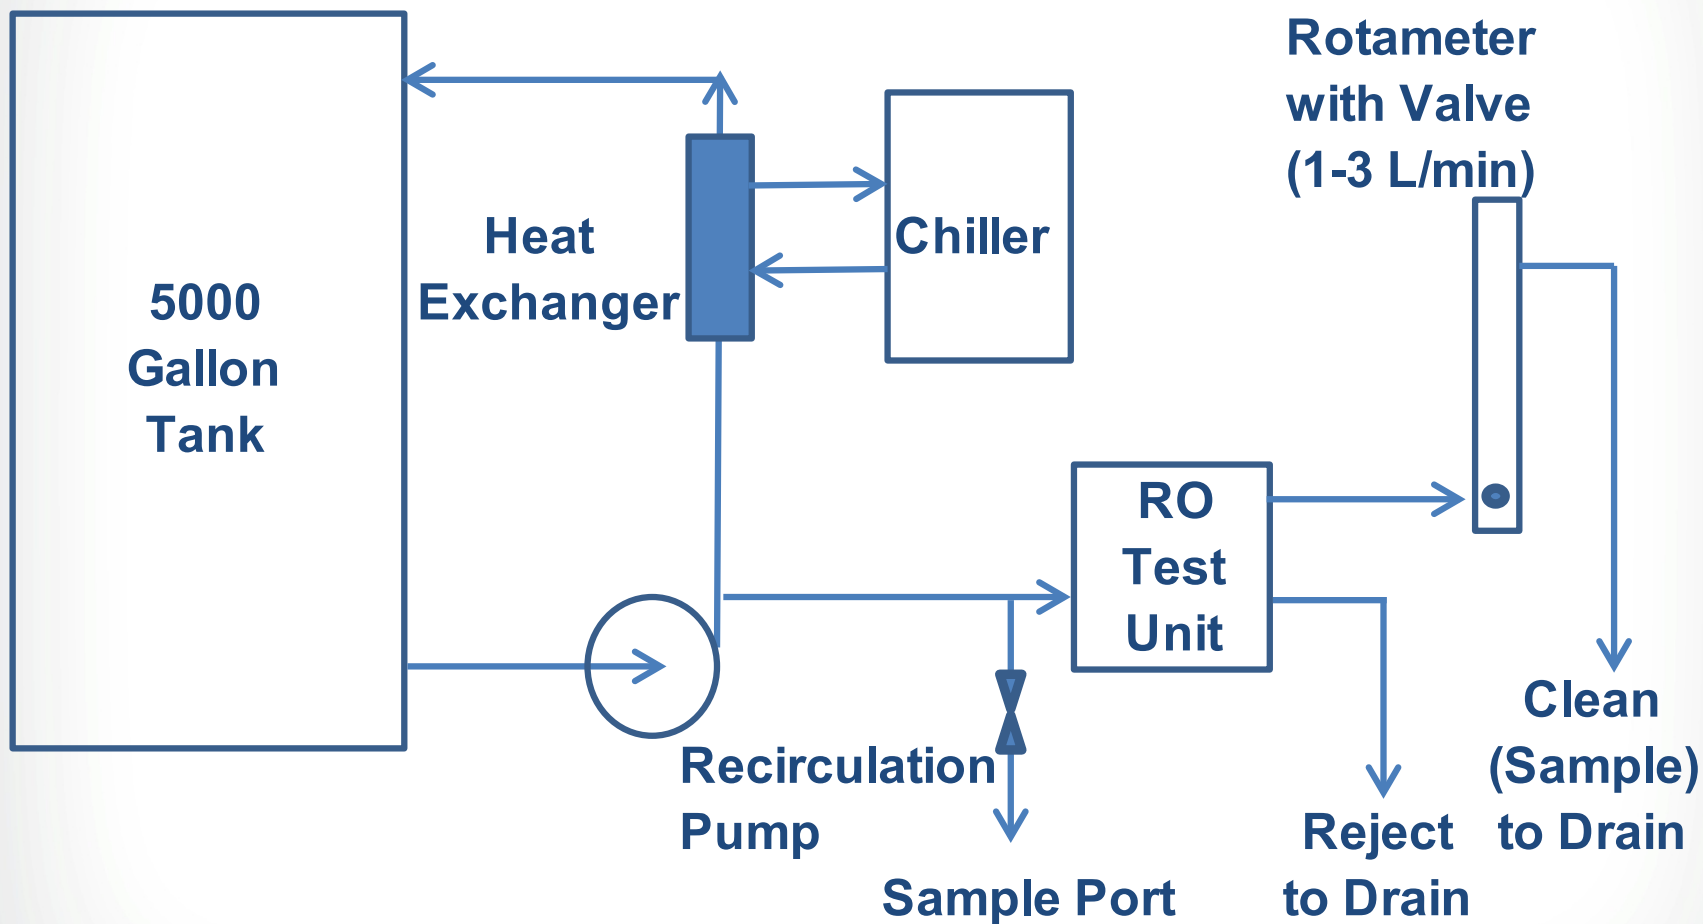 Rotameter
with Valve
(1-3 L/min)
Heat
Exchanger
Chiller
5000
Gallon
Tank
RO
Test
Unit
Recirculation
Pump
Sample Port
Reject
to Drain
Clean
(Sample)
to Drain